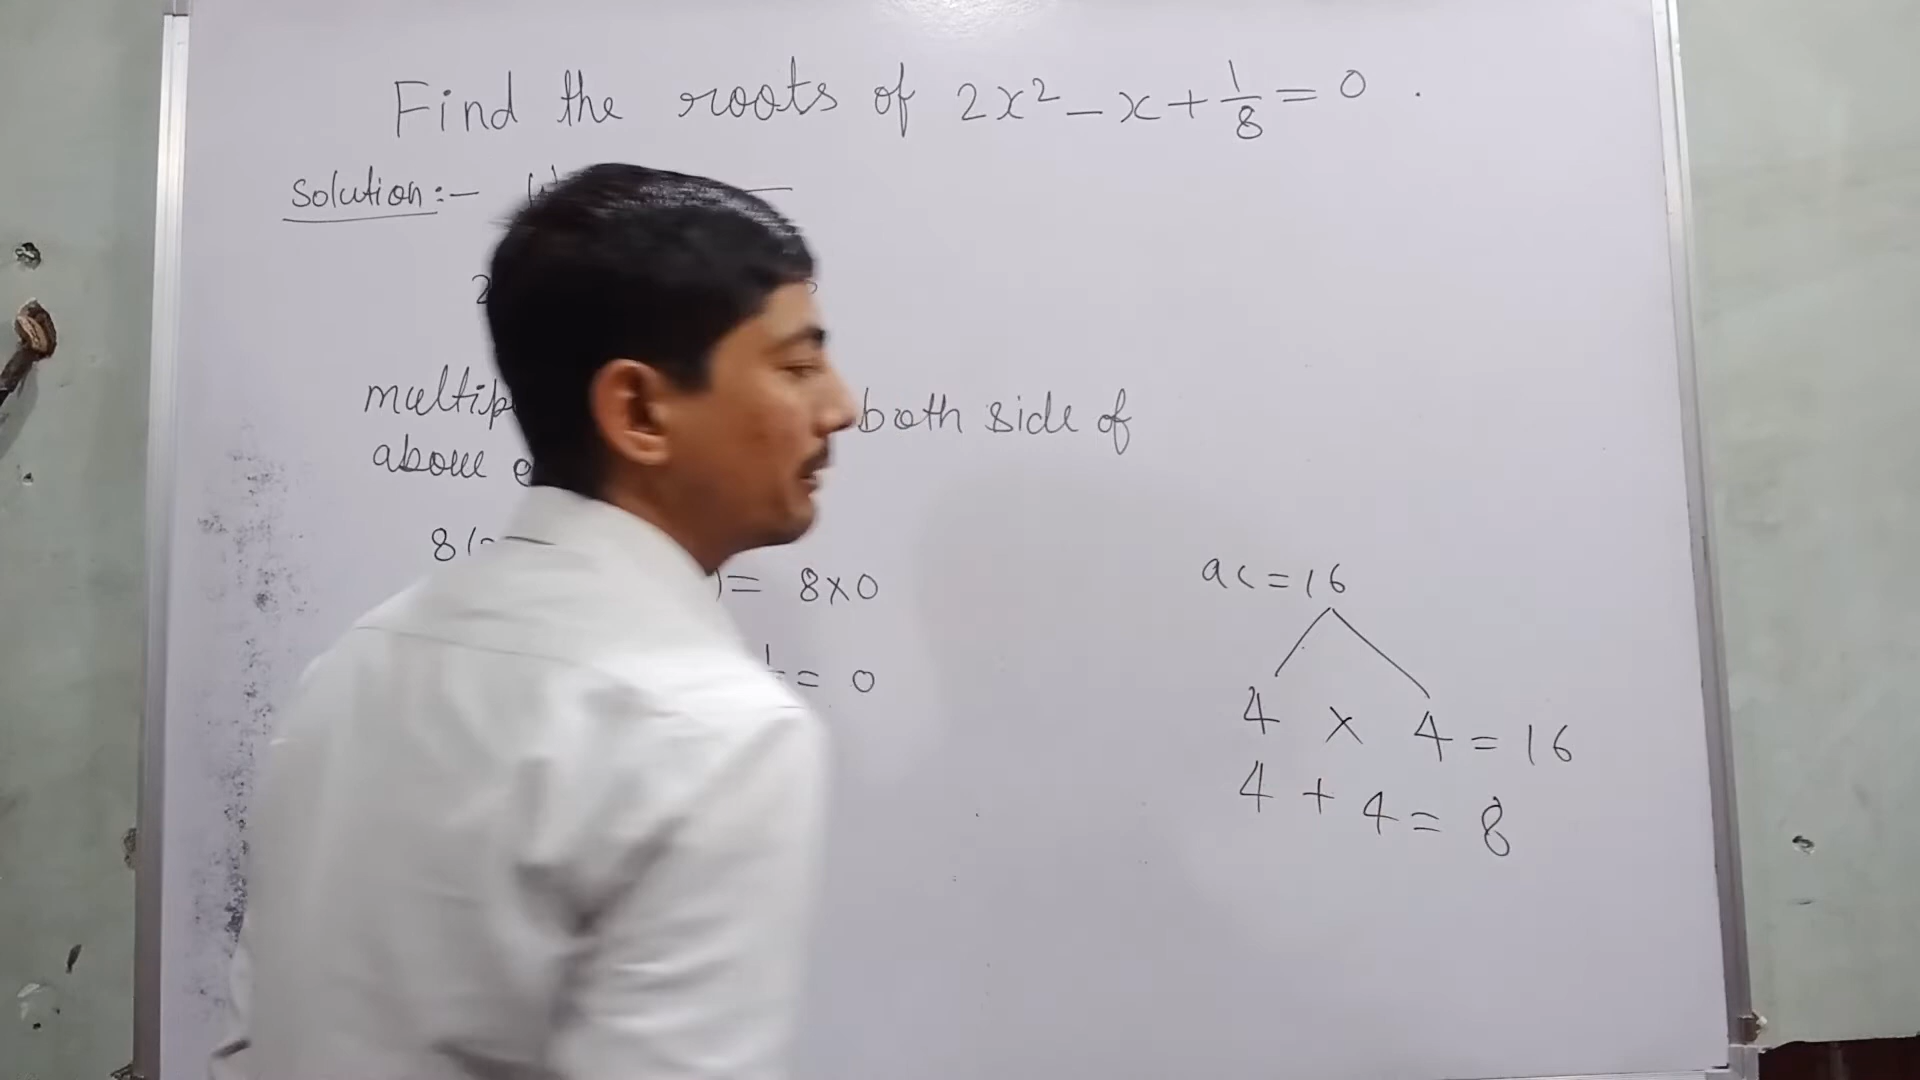 Find the roots of 2x² - x + 1/8 = 0 .
Solution :-
2
both side of
above
8(
) = 8×0
= 0
ac = 16
4 × 4 = 16
4 + 4 = 8